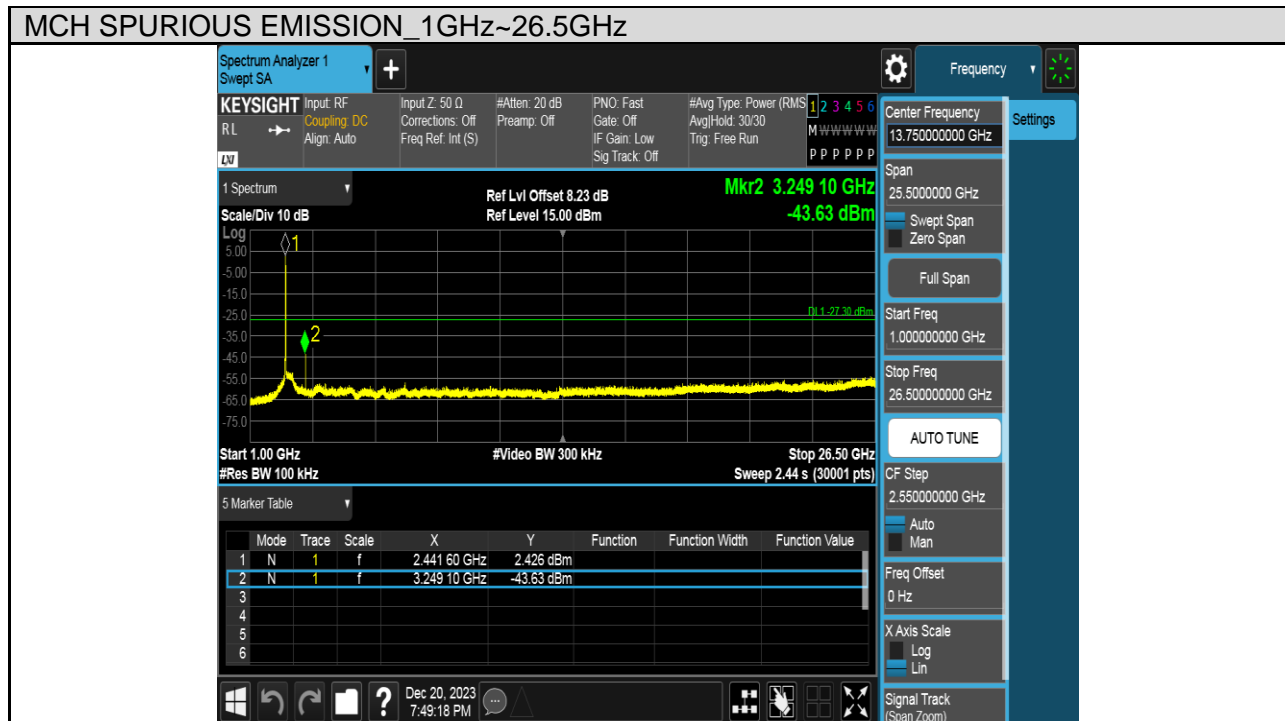 MCH SPURIOUS EMISSION_1GHz~26.5GHz
Spectrum Analyzer 1
Swept SA
+
Frequency
KEYSIGHT
RL
LXI
Input: RF
Coupling: DC
Align: Auto
Input Z: 50 Ω
Corrections: Off
Freq Ref: Int (S)
#Atten: 20 dB
Preamp: Off
PNO: Fast
Gate: Off
IF Gain: Low
Sig Track: Off
#Avg Type: Power (RMS
Avg|Hold: 30/30
Trig: Free Run
1 2 3 4 5 6
M W W W W W
P P P P P P
1 Spectrum
Scale/Div 10 dB
Ref Lvl Offset 8.23 dB
Ref Level 15.00 dBm
Mkr2 3.249 10 GHz
-43.63 dBm
Log
5.00
-5.00
-15.0
-25.0
-35.0
-45.0
-55.0
-65.0
-75.0
1
2
DL1 -27.30 dBm
Start 1.00 GHz
#Res BW 100 kHz
#Video BW 300 kHz
Stop 26.50 GHz
Sweep 2.44 s (30001 pts)
5 Marker Table
Mode Trace Scale X Y Function Function Width Function Value
1 N 1 f 2.441 60 GHz 2.426 dBm
2 N 1 f 3.249 10 GHz -43.63 dBm
3
4
5
6
?
Dec 20, 2023
7:49:18 PM
Center Frequency
13.750000000 GHz
Settings
Span
25.5000000 GHz
Swept Span
Zero Span
Full Span
Start Freq
1.000000000 GHz
Stop Freq
26.500000000 GHz
AUTO TUNE
CF Step
2.550000000 GHz
Auto
Man
Freq Offset
0 Hz
X Axis Scale
Log
Lin
Signal Track
(Span Zoom)